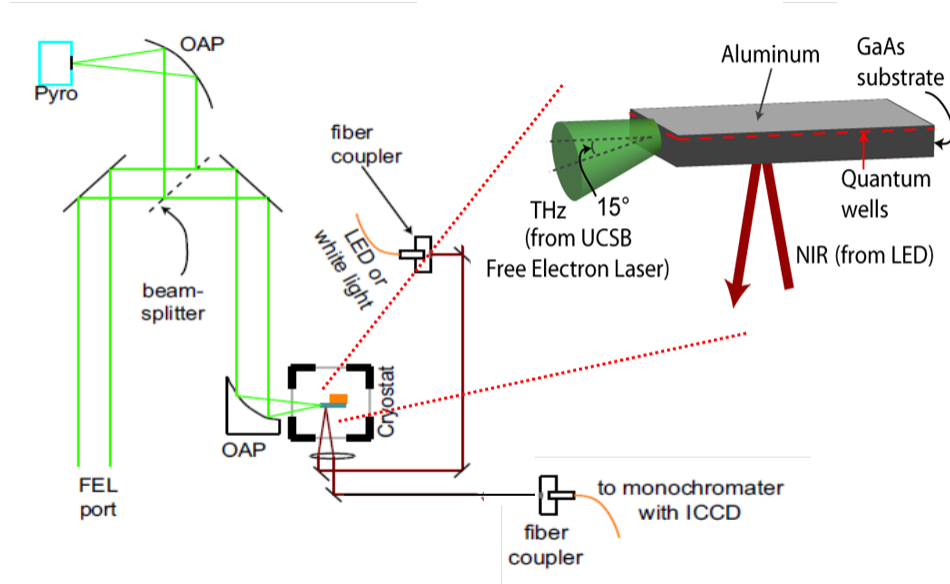 OAP
Pyro
fiber
coupler
LED or
white light
beam-
splitter
Cryostat
OAP
FEL
port
fiber
coupler
to monochromater
with ICCD
Aluminum
GaAs
substrate
THz
15°
(from UCSB
Free Electron Laser)
Quantum
wells
NIR (from LED)